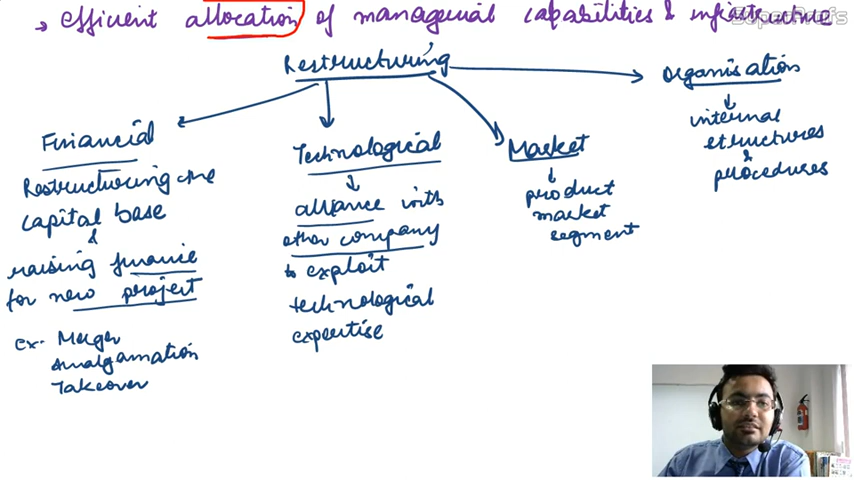 → efficient allocation of managerial capabilities & infrastructure
SuperProfs
Restructuring
Organisation
internal
structures
&
procedures
Financial
Restructuring the
capital base
&
raising finance
for new project
ex- Merger
Amalgamation
Takeover
Technological
alliance with
other company
to exploit
technological
expertise
Market
product
market
segment